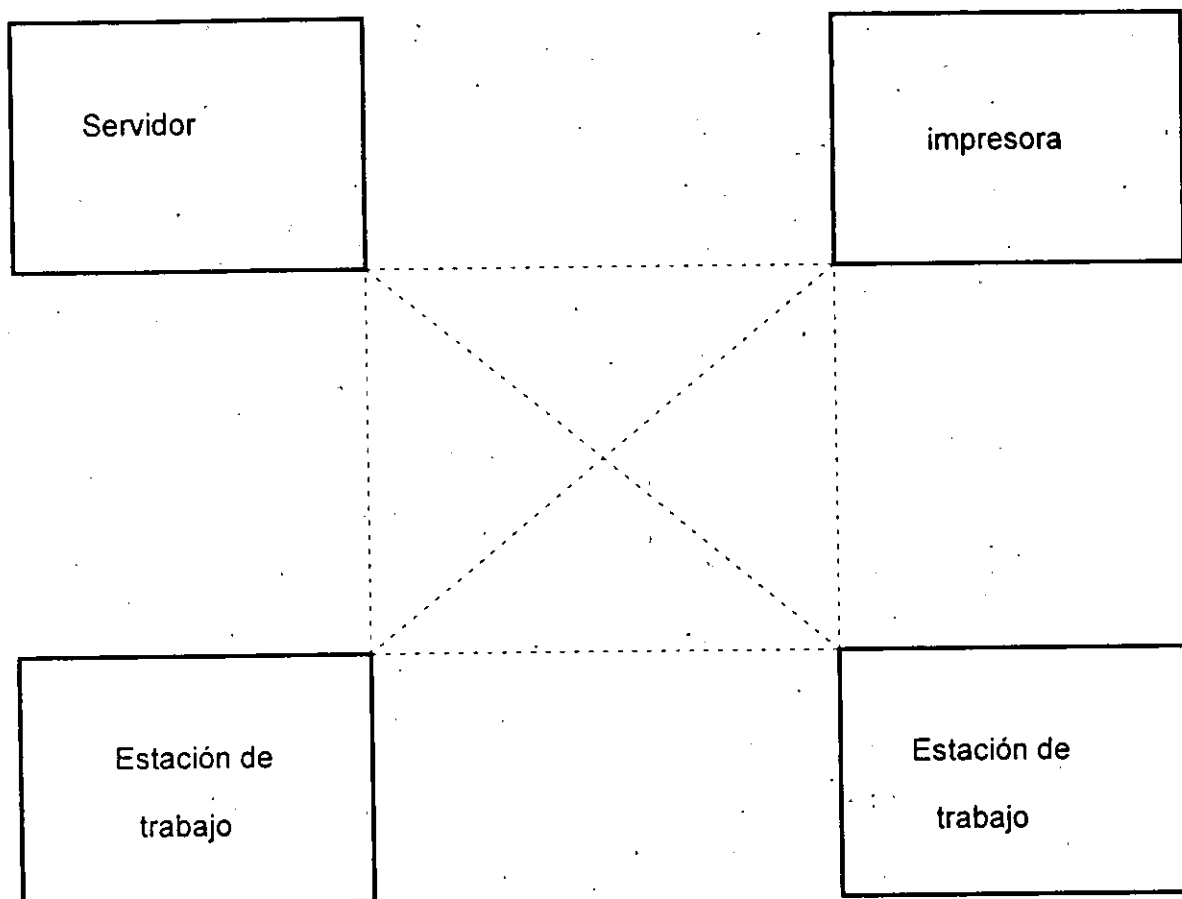 Servidor
impresora
Estación de
trabajo
Estación de
trabajo